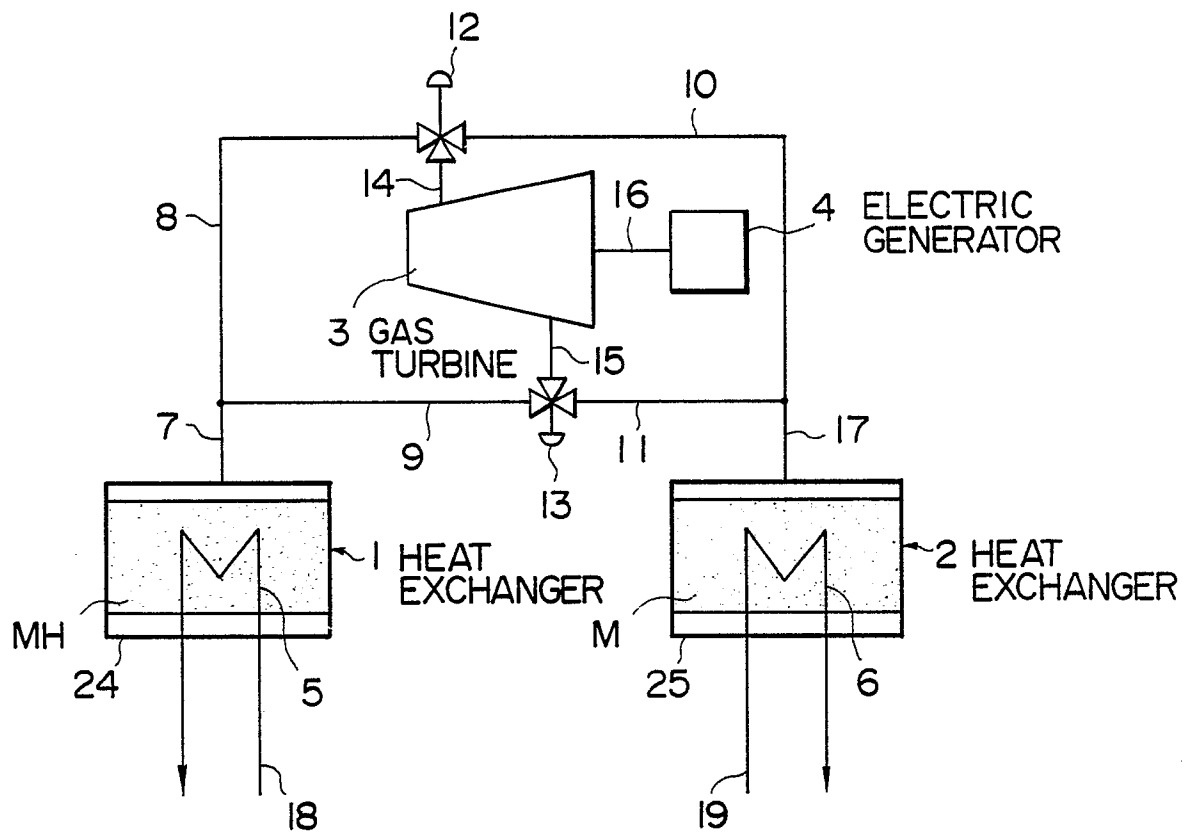 12
10
14
8
16
4 ELECTRIC
GENERATOR
3 GAS
TURBINE
15
7
9
11
17
13
1 HEAT
EXCHANGER
2 HEAT
EXCHANGER
MH
M
24
5
25
6
18
19